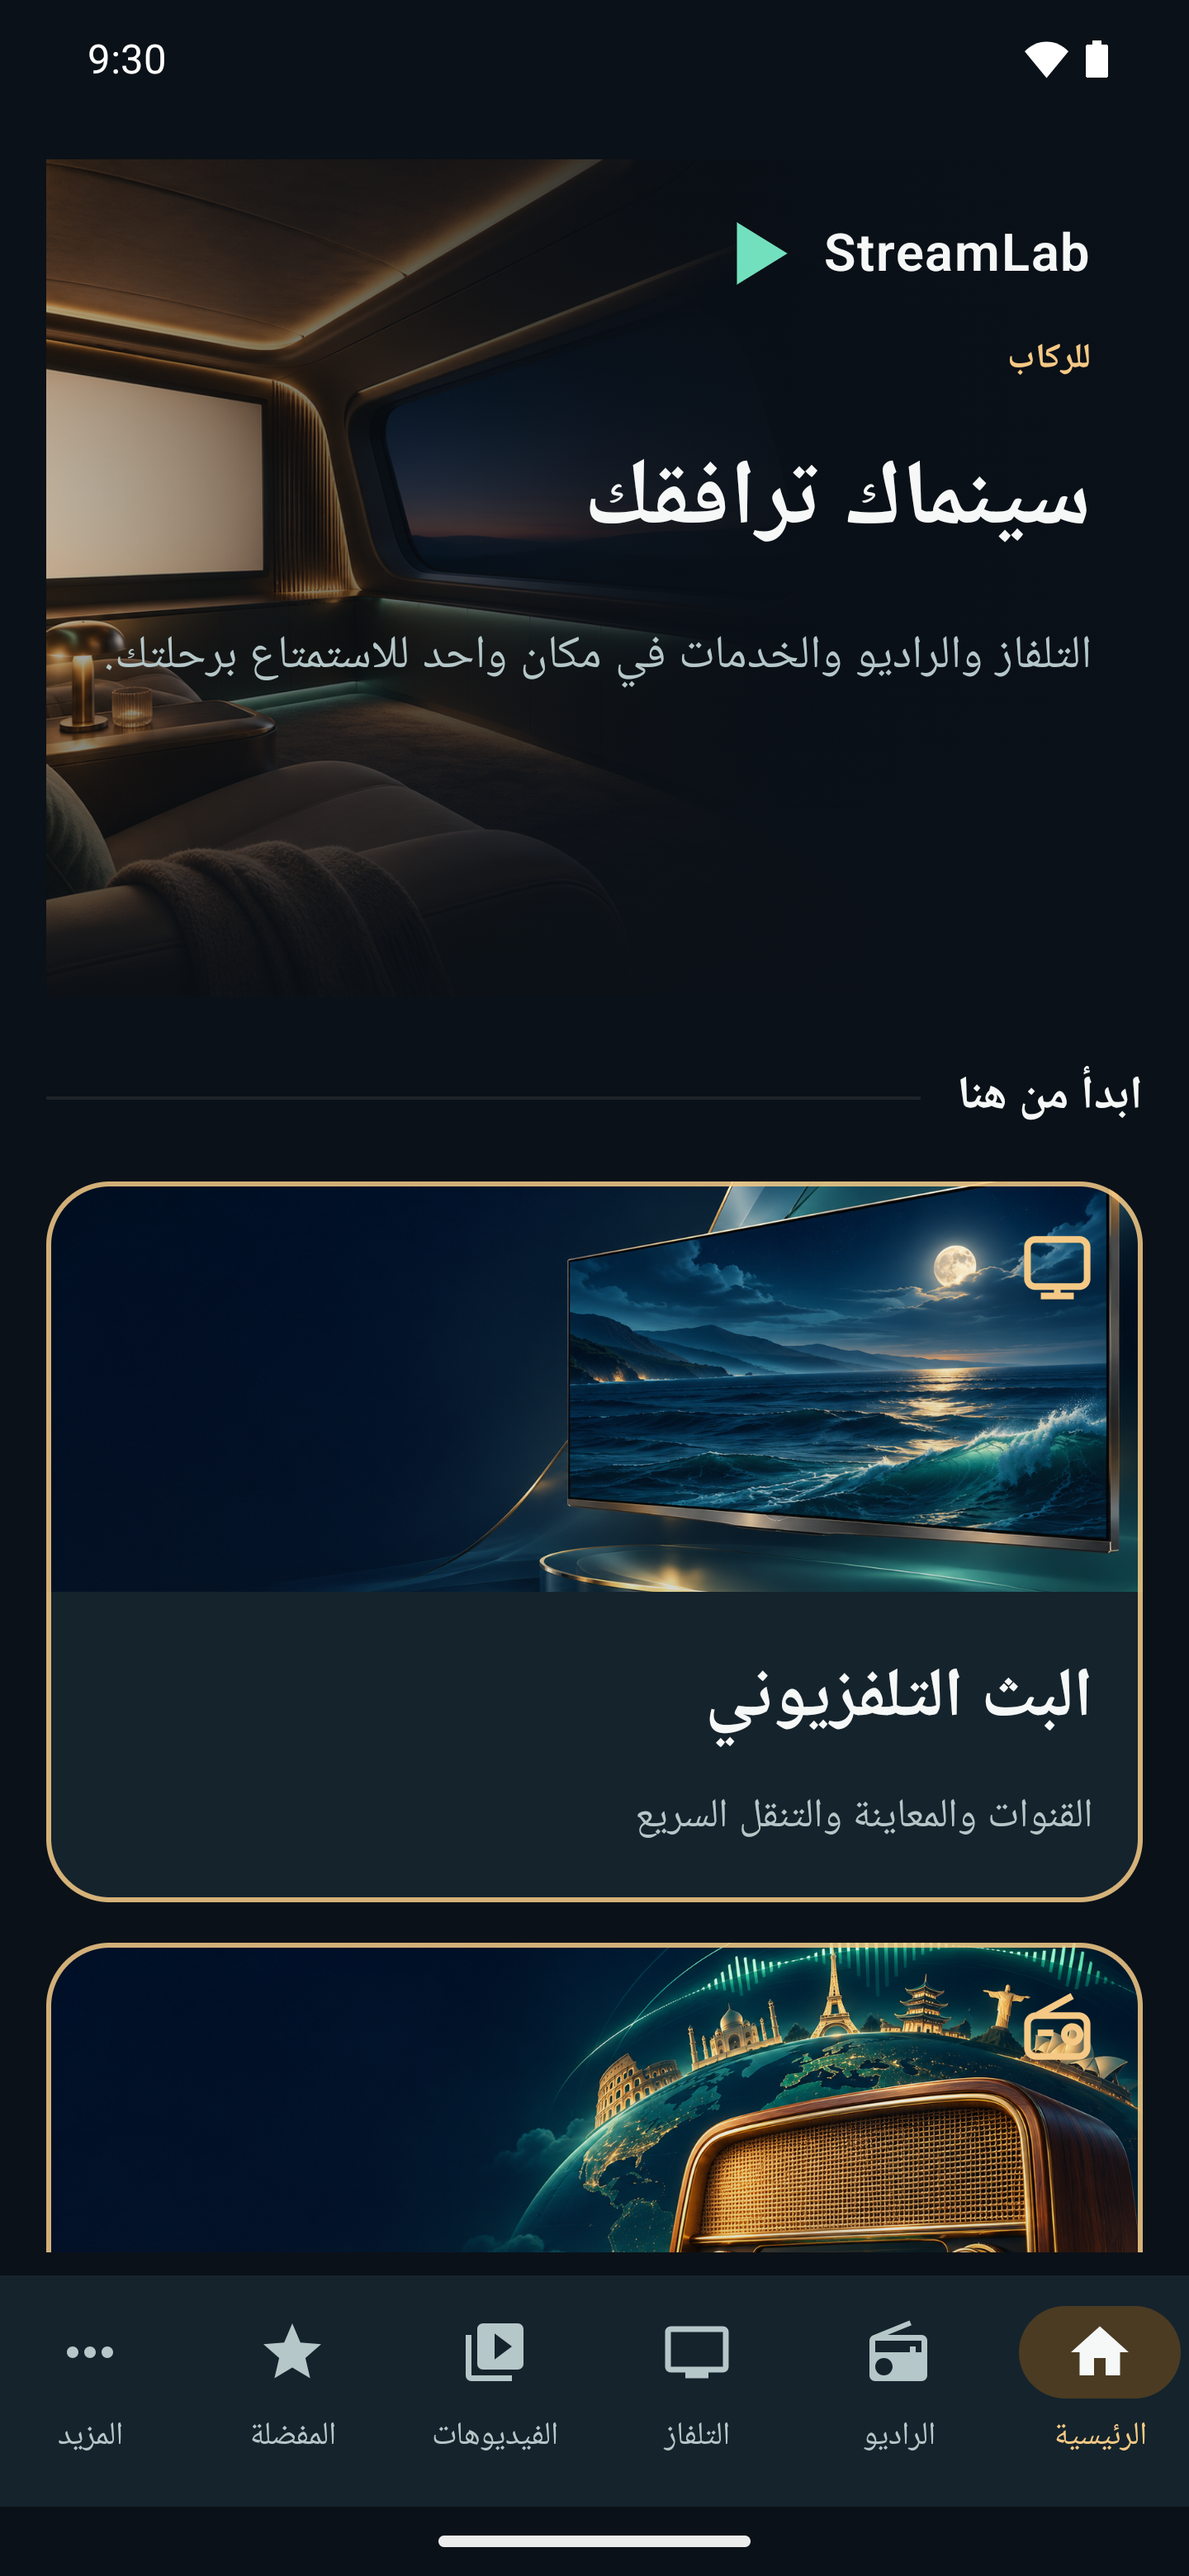 9:30
StreamLab
للركاب
سينماك ترافقك
التلفاز والراديو والخدمات في مكان واحد للاستمتاع برحلتك.
ابدأ من هنا
البث التلفزيوني
القنوات والمعاينة والتنقل السريع
الرئيسية
الراديو
التلفاز
الفيديوهات
المفضلة
المزيد